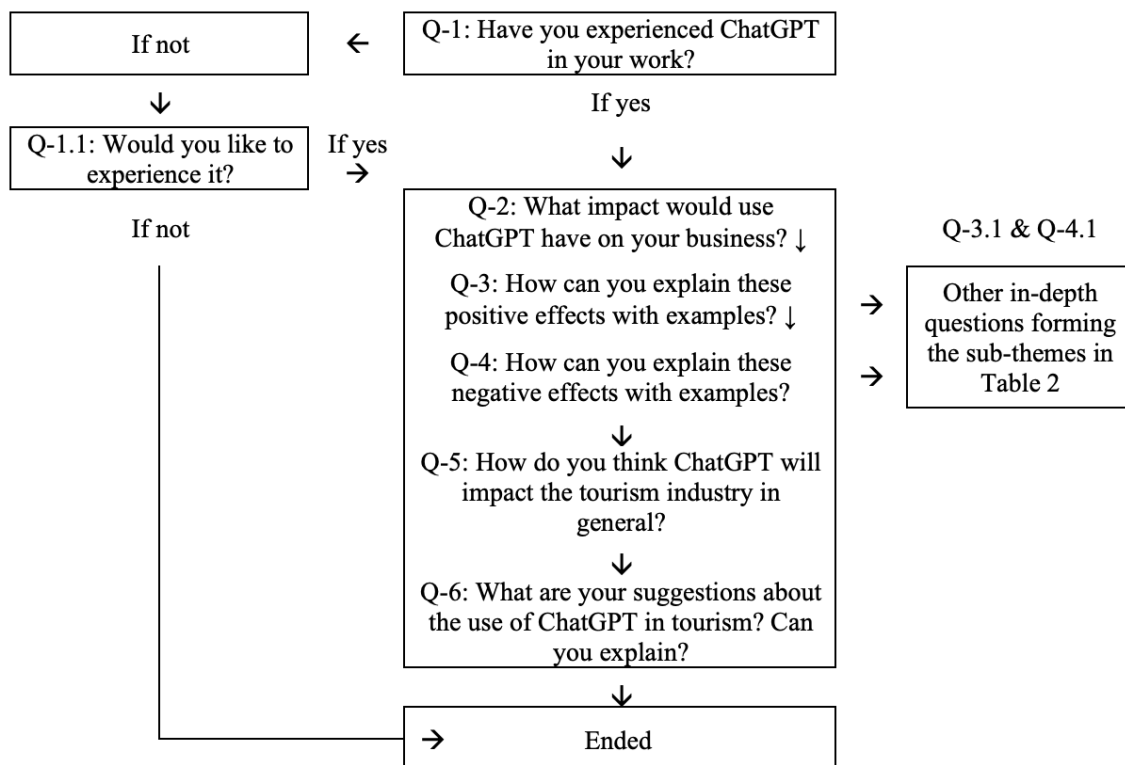 If not
←
Q-1: Have you experienced ChatGPT
in your work?
↓
If yes
Q-1.1: Would you like to
experience it?
If yes
→
↓
If not
Q-2: What impact would use
ChatGPT have on your business? ↓
Q-3: How can you explain these
positive effects with examples? ↓
→
Q-4: How can you explain these
negative effects with examples?
→
Q-3.1 & Q-4.1
Other in-depth
questions forming
the sub-themes in
Table 2
↓
Q-5: How do you think ChatGPT will
impact the tourism industry in
general?
↓
Q-6: What are your suggestions about
the use of ChatGPT in tourism? Can
you explain?
↓
→
Ended